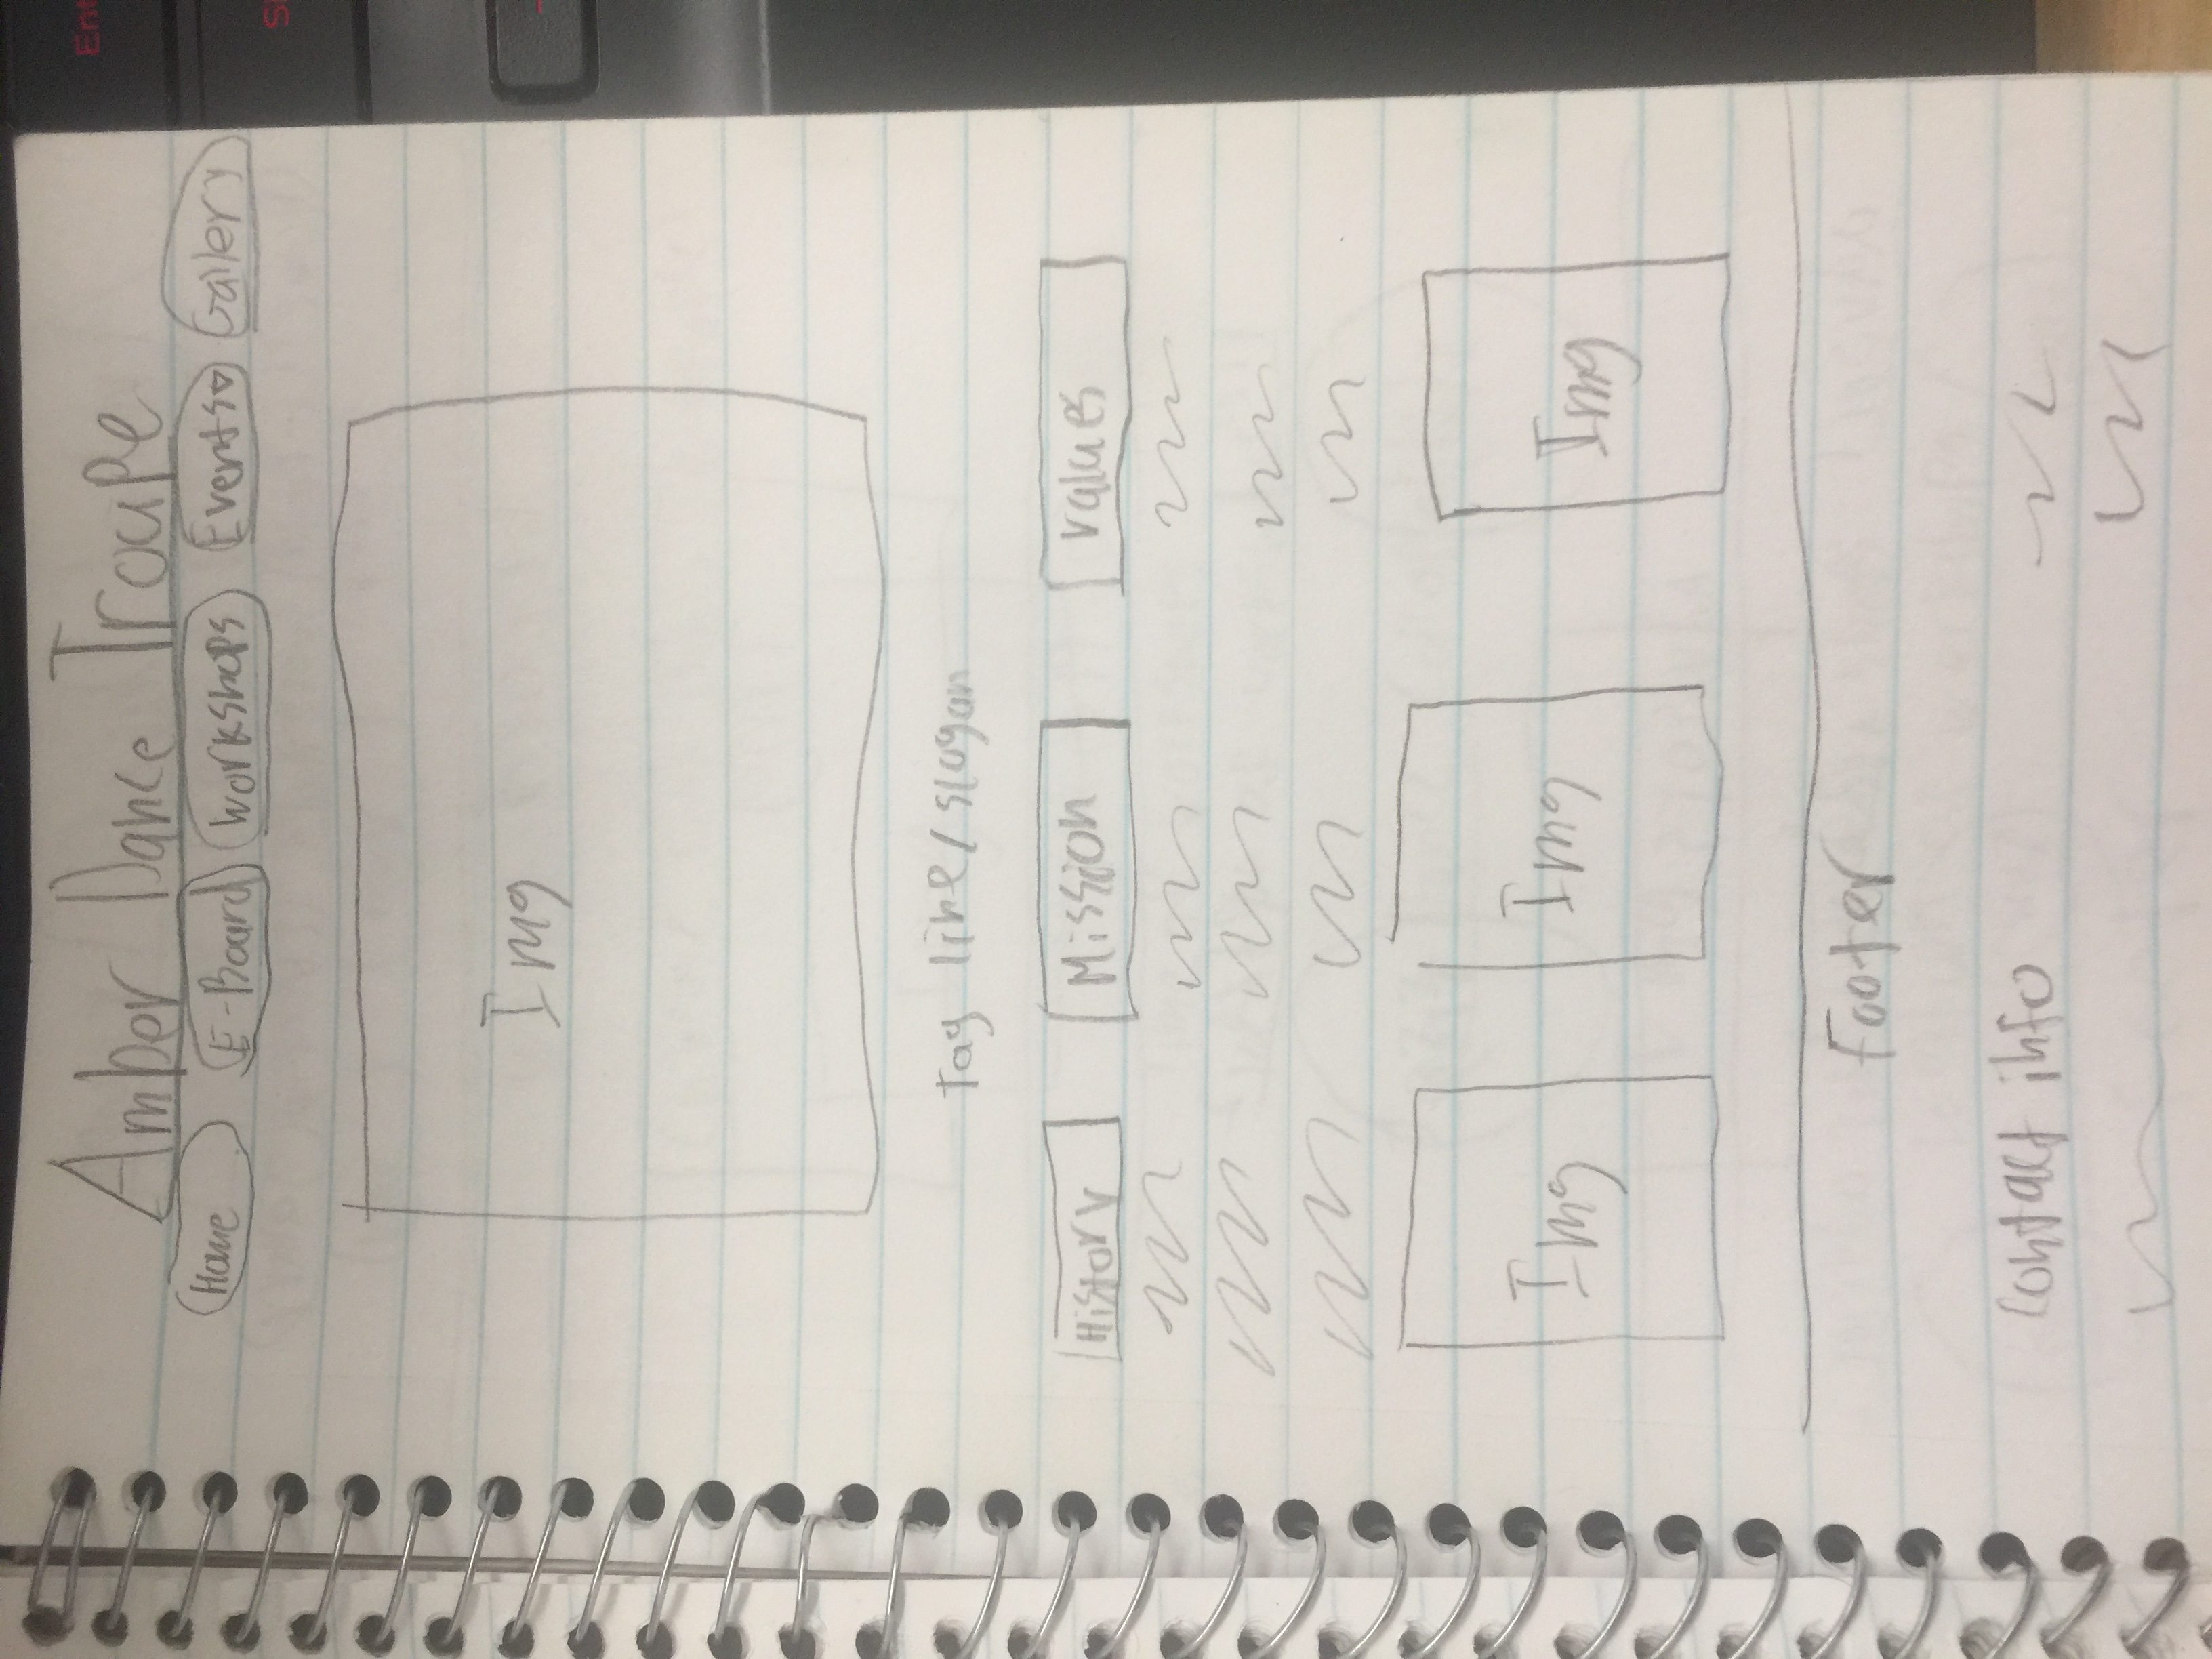 Amber Dance Troupe
Home E-Board Workshops Events Gallery
Img
tag line/slogan
History Mission values
Img Img Img
Footer
contact info
Ent